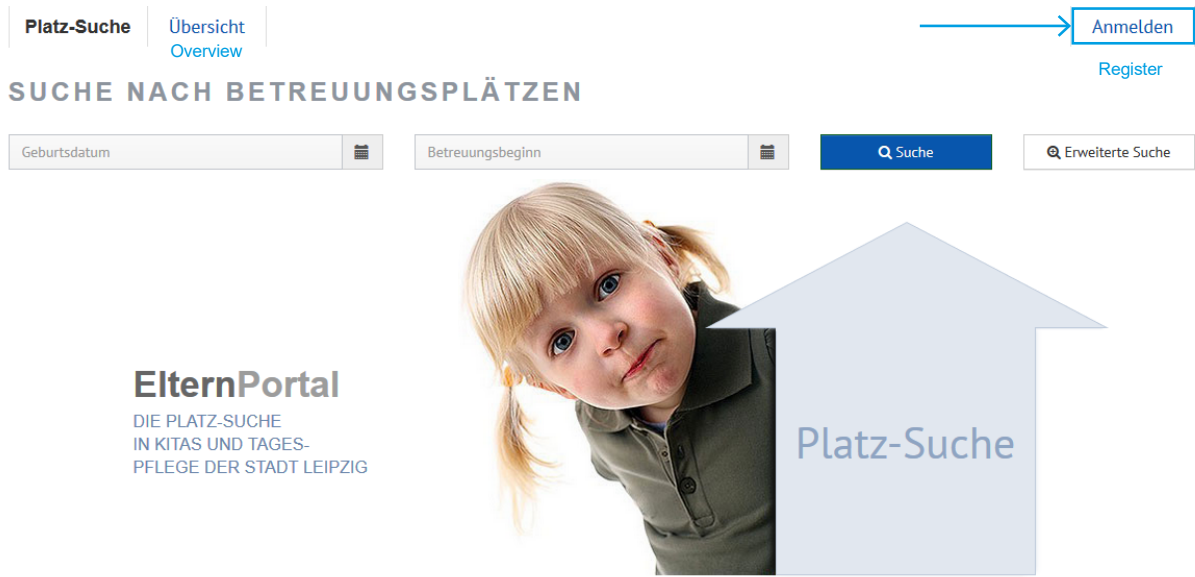 Platz-Suche
Übersicht
Anmelden
Overview
Register
SUCHE NACH BETREUUNGSPLÄTZEN
Geburtsdatum
Betreuungsbeginn
Suche
Erweiterte Suche
ElternPortal
DIE PLATZ-SUCHE
IN KITAS UND TAGES-
PFLEGE DER STADT LEIPZIG
Platz-Suche